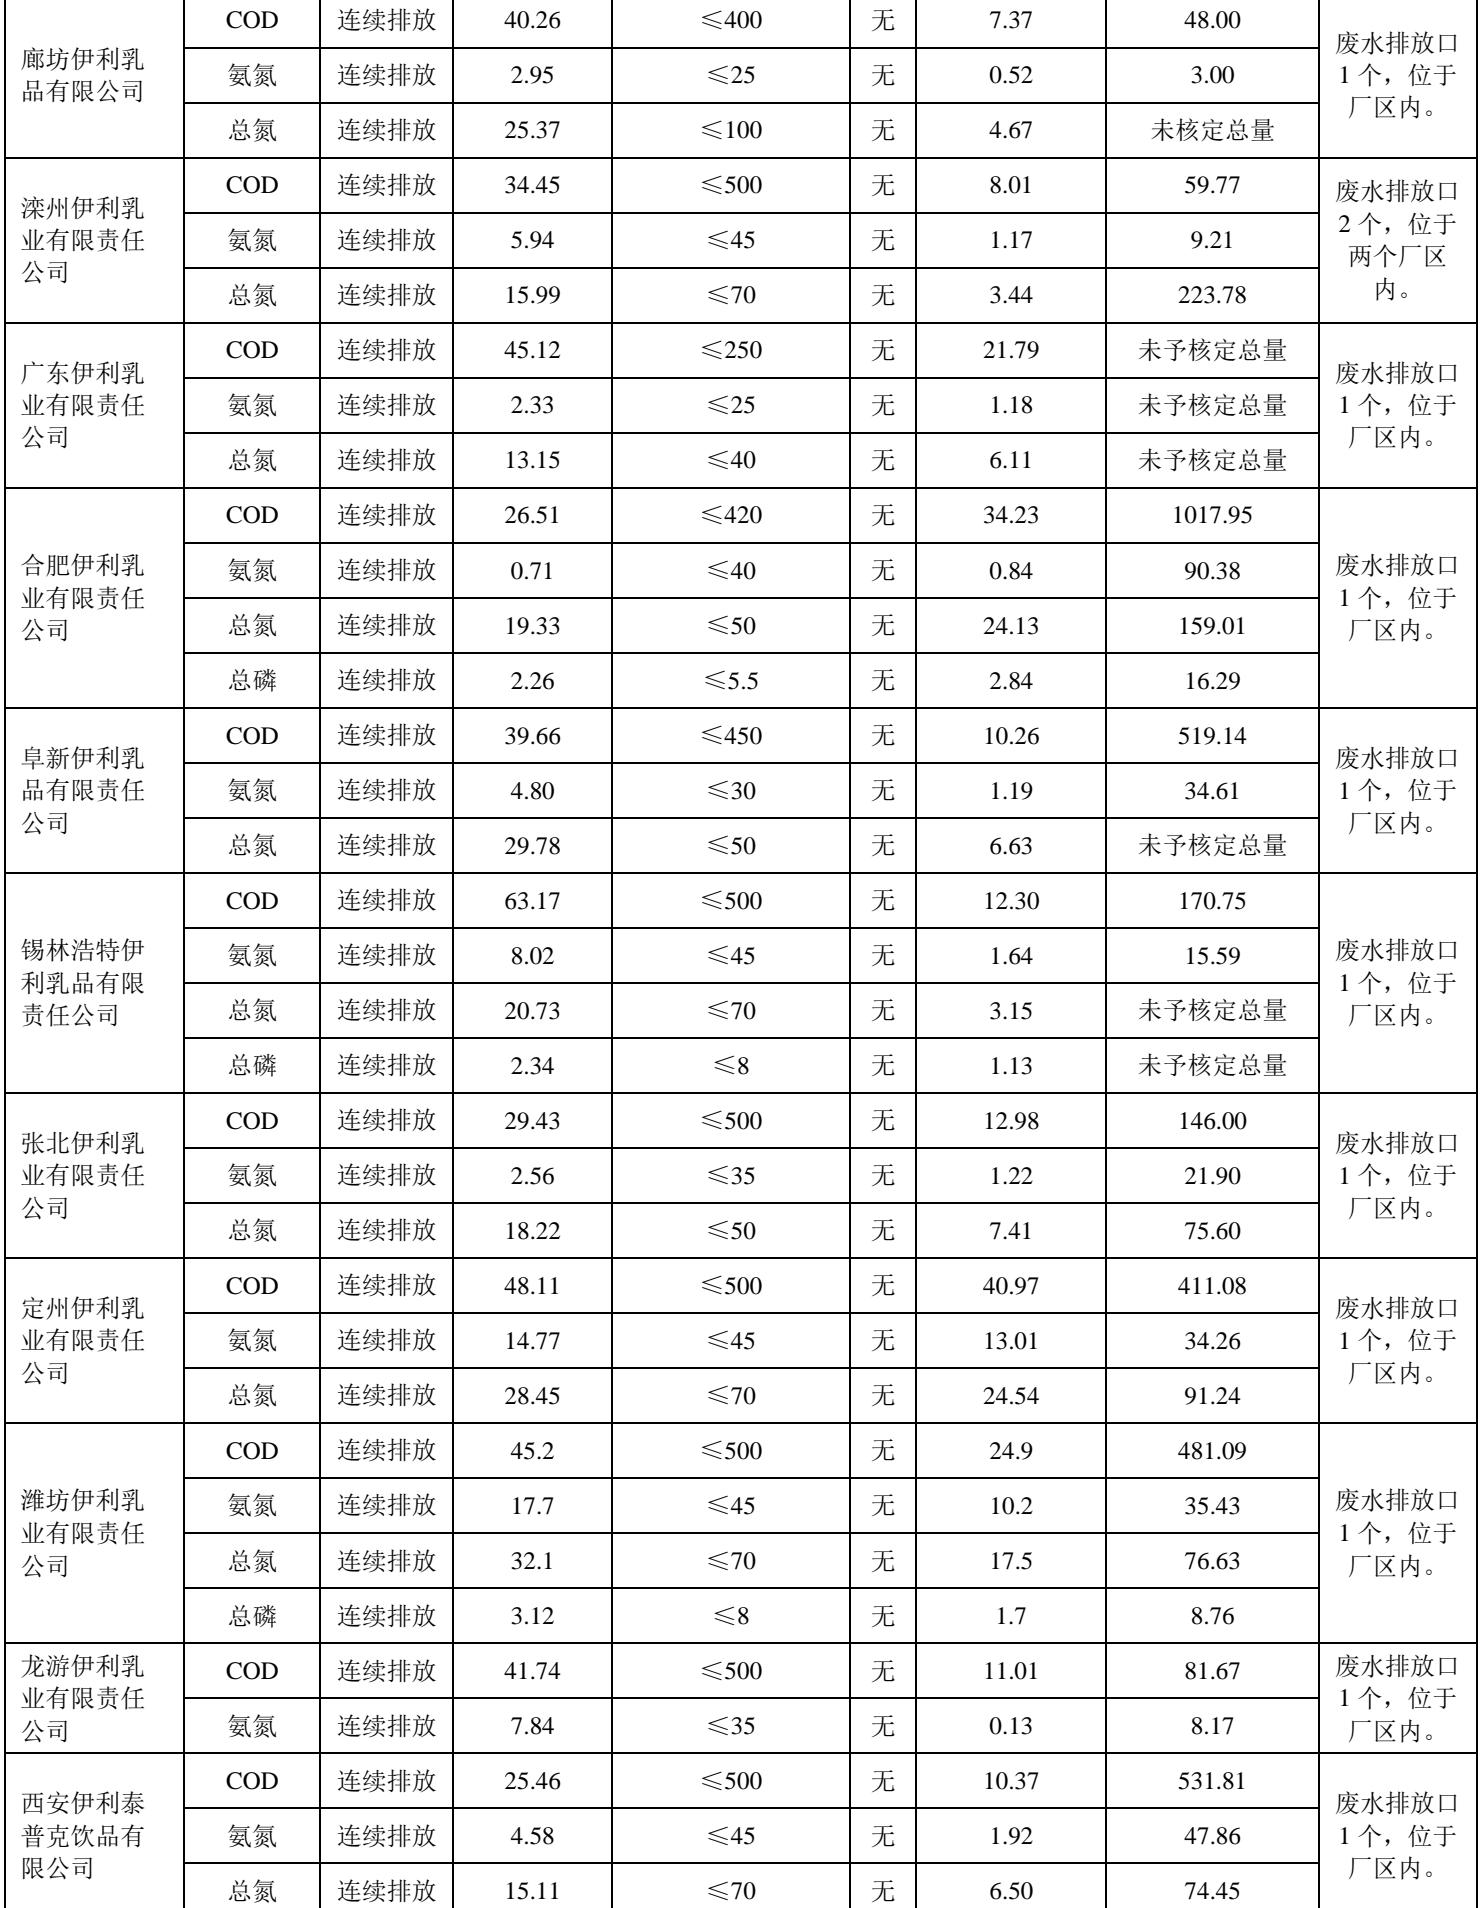 廊坊伊利乳
品有限公司
COD 连续排放 40.26 ≤400 无 7.37 48.00
氨氮 连续排放 2.95 ≤25 无 0.52 3.00
总氮 连续排放 25.37 ≤100 无 4.67 未核定总量
废水排放口
1 个，位于
厂区内。
滦州伊利乳
业有限责任
公司
COD 连续排放 34.45 ≤500 无 8.01 59.77
氨氮 连续排放 5.94 ≤45 无 1.17 9.21
总氮 连续排放 15.99 ≤70 无 3.44 223.78
废水排放口
2 个，位于
两个厂区
内。
广东伊利乳
业有限责任
公司
COD 连续排放 45.12 ≤250 无 21.79 未予核定总量
氨氮 连续排放 2.33 ≤25 无 1.18 未予核定总量
总氮 连续排放 13.15 ≤40 无 6.11 未予核定总量
废水排放口
1 个，位于
厂区内。
合肥伊利乳
业有限责任
公司
COD 连续排放 26.51 ≤420 无 34.23 1017.95
氨氮 连续排放 0.71 ≤40 无 0.84 90.38
总氮 连续排放 19.33 ≤50 无 24.13 159.01
总磷 连续排放 2.26 ≤5.5 无 2.84 16.29
废水排放口
1 个，位于
厂区内。
阜新伊利乳
品有限责任
公司
COD 连续排放 39.66 ≤450 无 10.26 519.14
氨氮 连续排放 4.80 ≤30 无 1.19 34.61
总氮 连续排放 29.78 ≤50 无 6.63 未予核定总量
废水排放口
1 个，位于
厂区内。
锡林浩特伊
利乳品有限
责任公司
COD 连续排放 63.17 ≤500 无 12.30 170.75
氨氮 连续排放 8.02 ≤45 无 1.64 15.59
总氮 连续排放 20.73 ≤70 无 3.15 未予核定总量
总磷 连续排放 2.34 ≤8 无 1.13 未予核定总量
废水排放口
1 个，位于
厂区内。
张北伊利乳
业有限责任
公司
COD 连续排放 29.43 ≤500 无 12.98 146.00
氨氮 连续排放 2.56 ≤35 无 1.22 21.90
总氮 连续排放 18.22 ≤50 无 7.41 75.60
废水排放口
1 个，位于
厂区内。
定州伊利乳
业有限责任
公司
COD 连续排放 48.11 ≤500 无 40.97 411.08
氨氮 连续排放 14.77 ≤45 无 13.01 34.26
总氮 连续排放 28.45 ≤70 无 24.54 91.24
废水排放口
1 个，位于
厂区内。
潍坊伊利乳
业有限责任
公司
COD 连续排放 45.2 ≤500 无 24.9 481.09
氨氮 连续排放 17.7 ≤45 无 10.2 35.43
总氮 连续排放 32.1 ≤70 无 17.5 76.63
总磷 连续排放 3.12 ≤8 无 1.7 8.76
废水排放口
1 个，位于
厂区内。
龙游伊利乳
业有限责任
公司
COD 连续排放 41.74 ≤500 无 11.01 81.67
氨氮 连续排放 7.84 ≤35 无 0.13 8.17
废水排放口
1 个，位于
厂区内。
西安伊利泰
普克饮品有
限公司
COD 连续排放 25.46 ≤500 无 10.37 531.81
氨氮 连续排放 4.58 ≤45 无 1.92 47.86
总氮 连续排放 15.11 ≤70 无 6.50 74.45
废水排放口
1 个，位于
厂区内。